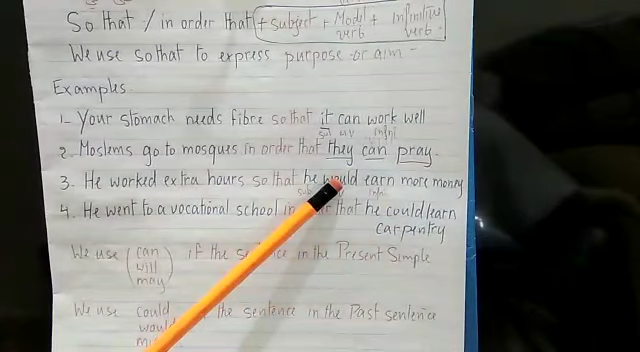 So that / in order that + subject + Model verb + Infinitive verb.
We use so that to express purpose or aim
Examples
1- Your stomach needs fibre so that it can work well
MV infni
2. Moslems go to mosques in order that they can pray.
3. He worked extra hours so that he would earn more money
4. He went to a vocational school in that he could learn
carpentry
We use (can will may) if the in the Present Simple
We use could would the sentence in the Past sentence